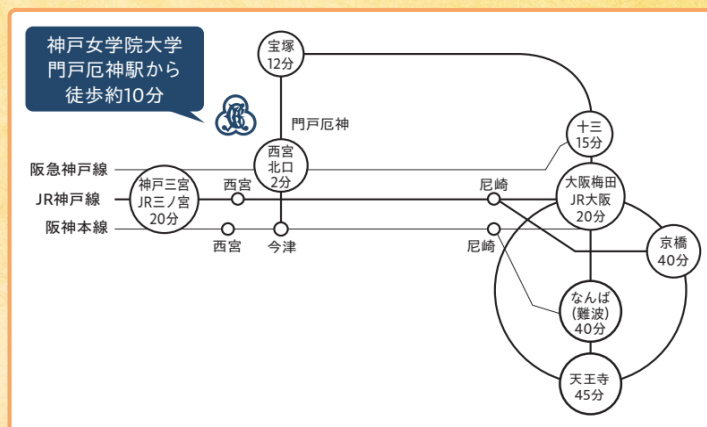 神戸女学院大学
門戸厄神駅から
徒歩約10分
宝塚
12分
門戸厄神
十三
15分
阪急神戸線
西宮
北口
2分
JR神戸線
神戸三宮
JR三ノ宮
20分
西宮
尼崎
大阪梅田
JR大阪
20分
阪神本線
西宮
今津
尼崎
京橋
40分
なんば
(難波)
40分
天王寺
45分